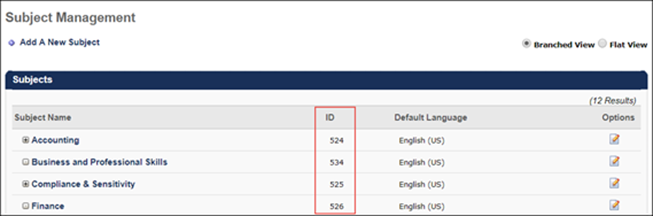 Subject Management
Add A New Subject
Branched View Flat View
Subjects
(12 Results)
Subject Name ID Default Language Options
Accounting 524 English (US)
Business and Professional Skills 534 English (US)
Compliance & Sensitivity 525 English (US)
Finance 526 English (US)